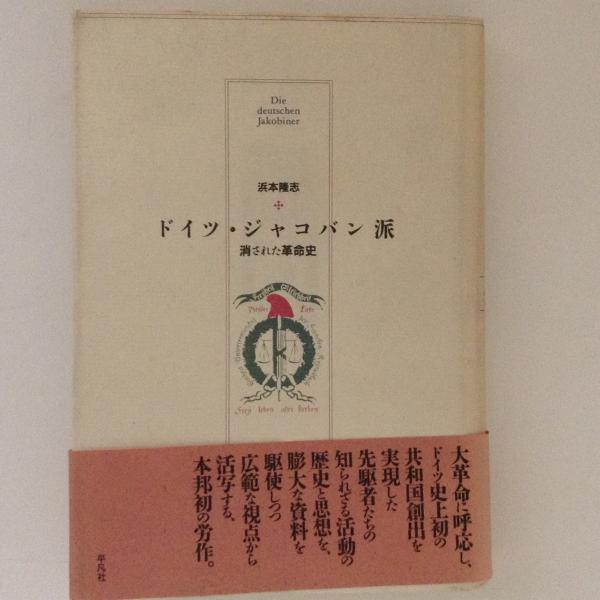 Die
deutschen
Jakobiner
浜本隆志
ドイツ・ジャコバン派
消された革命史
Frey leben oder sterben
大革命に呼応し、
ドイツ史上初の
共和国創出を
実現した
先駆者たちの
知られざる活動の
歴史と思想を、
膨大な資料を
駆使しつつ
広範な視点から
活写する、
本邦初の労作。
平凡社